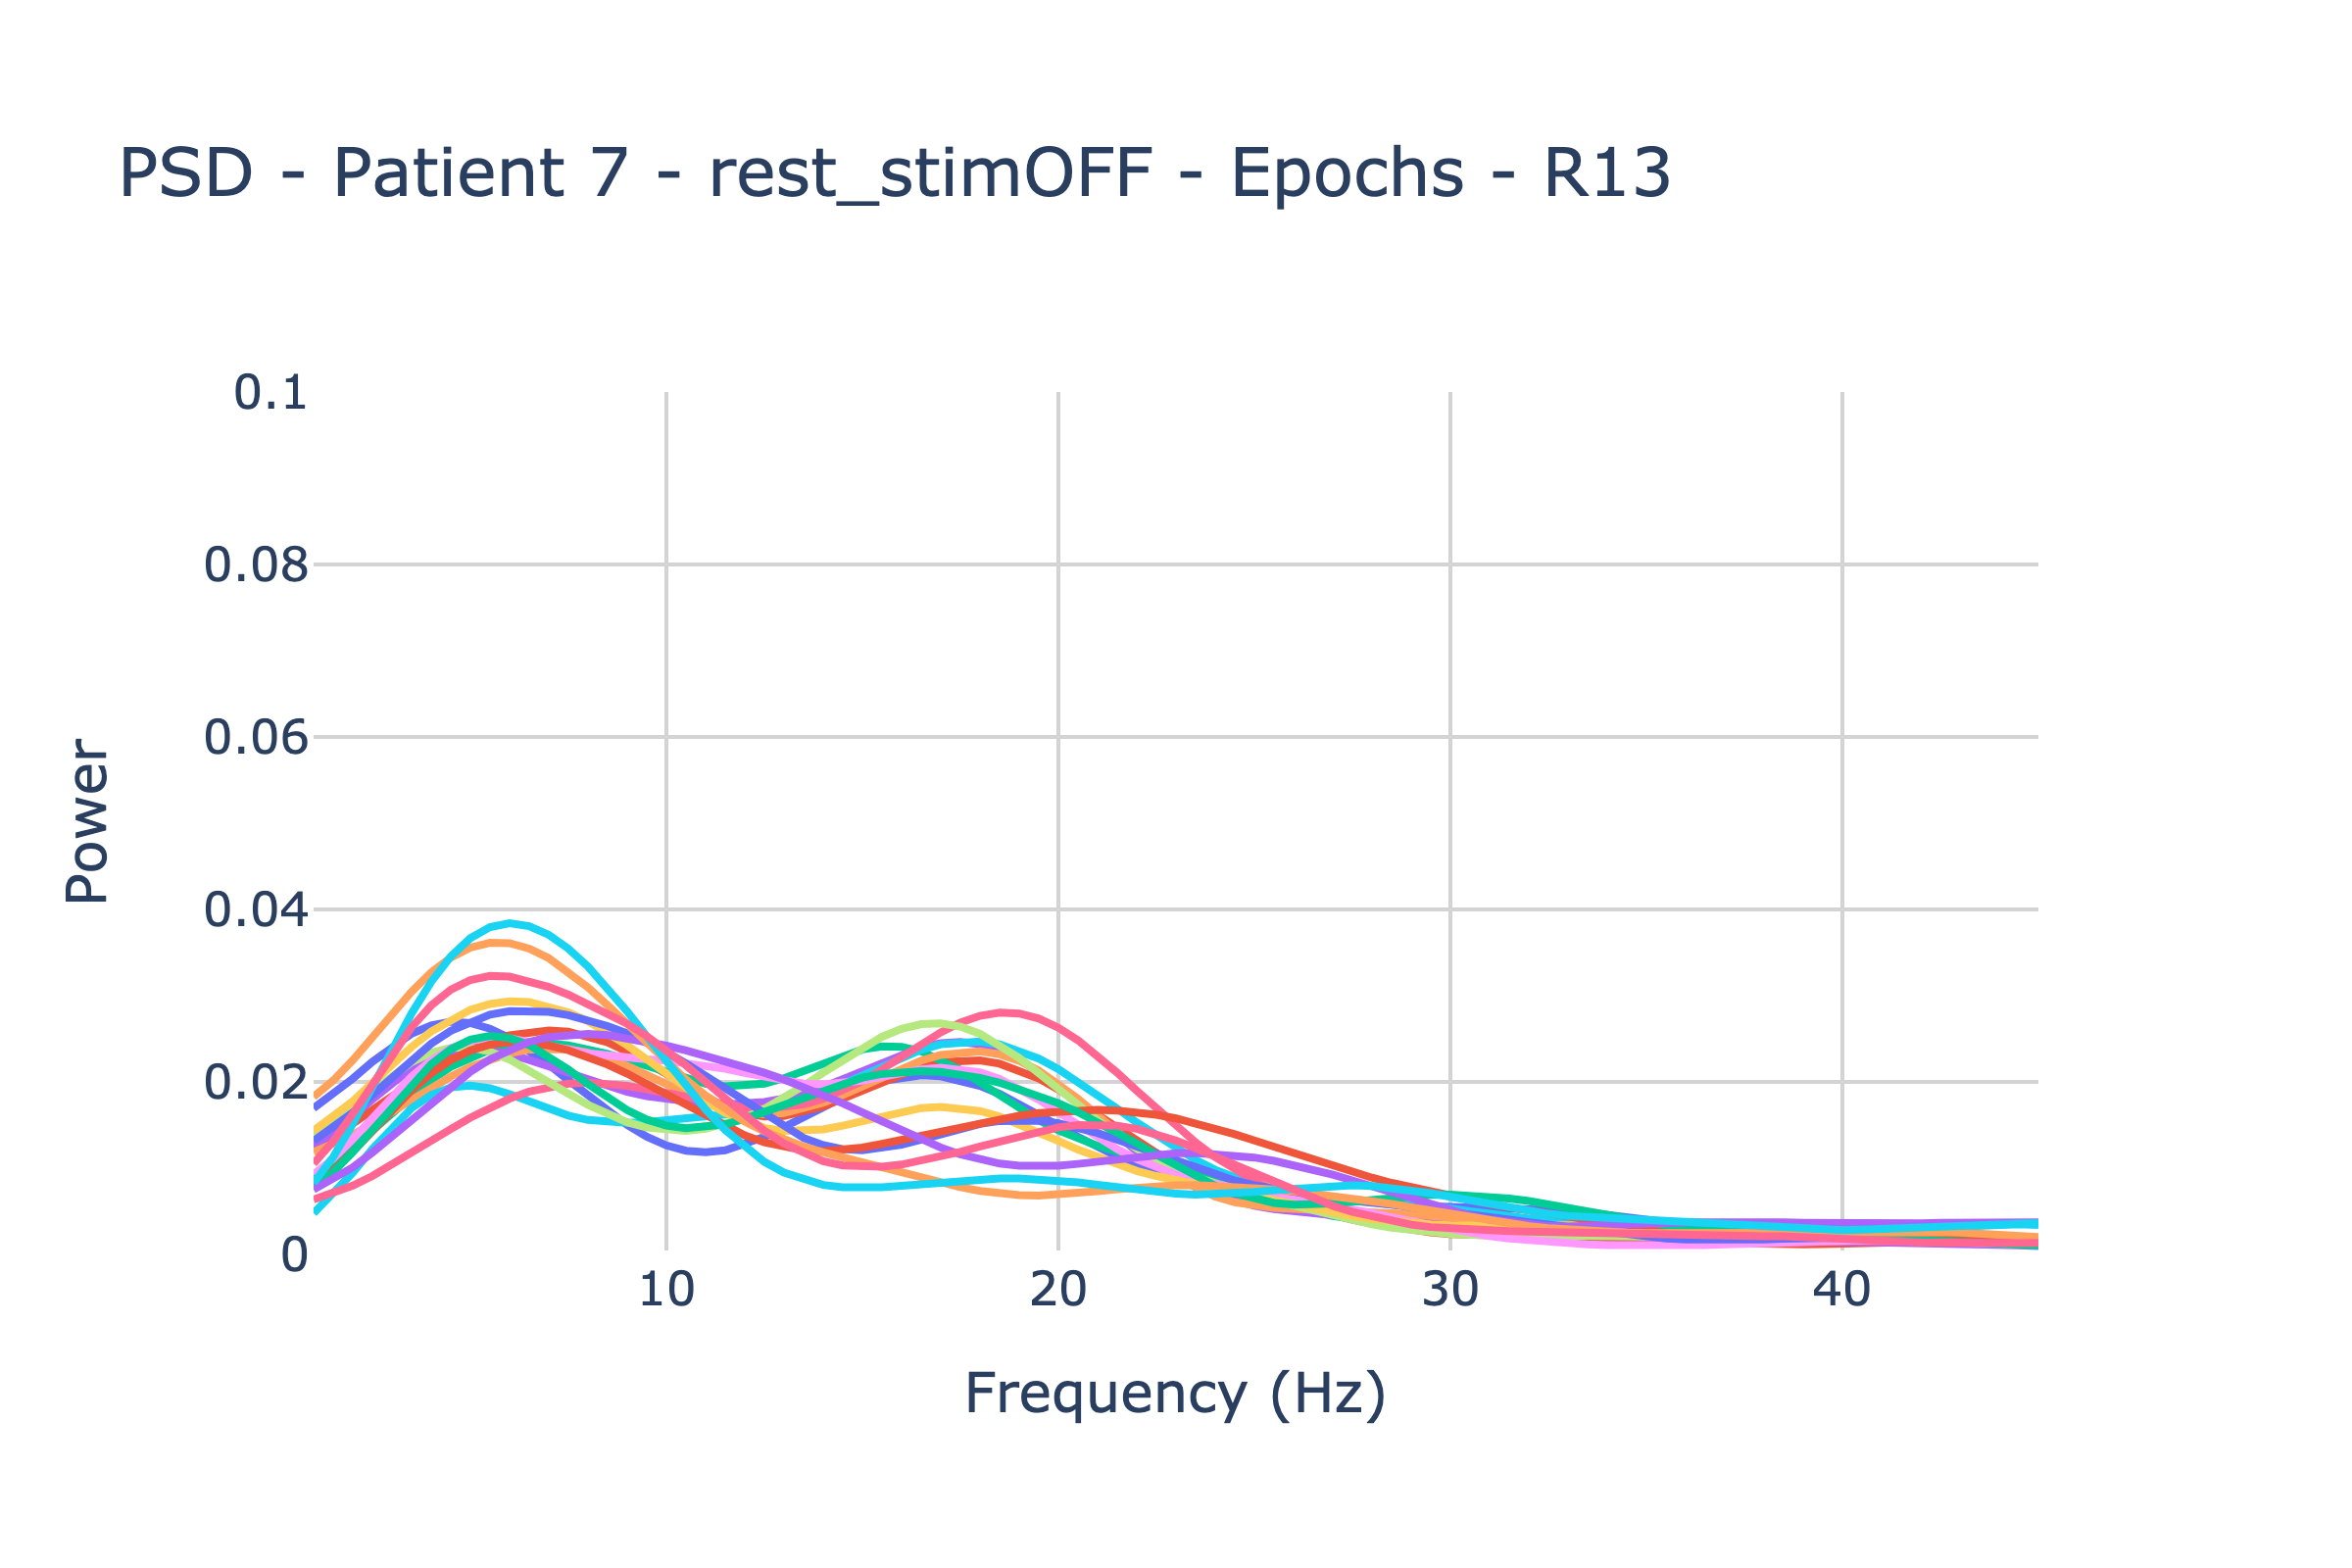 PSD - Patient 7 - rest_stimOFF - Epochs - R13
0.1
0.08
0.06
0.04
0.02
0
Power
10 20 30 40
Frequency (Hz)